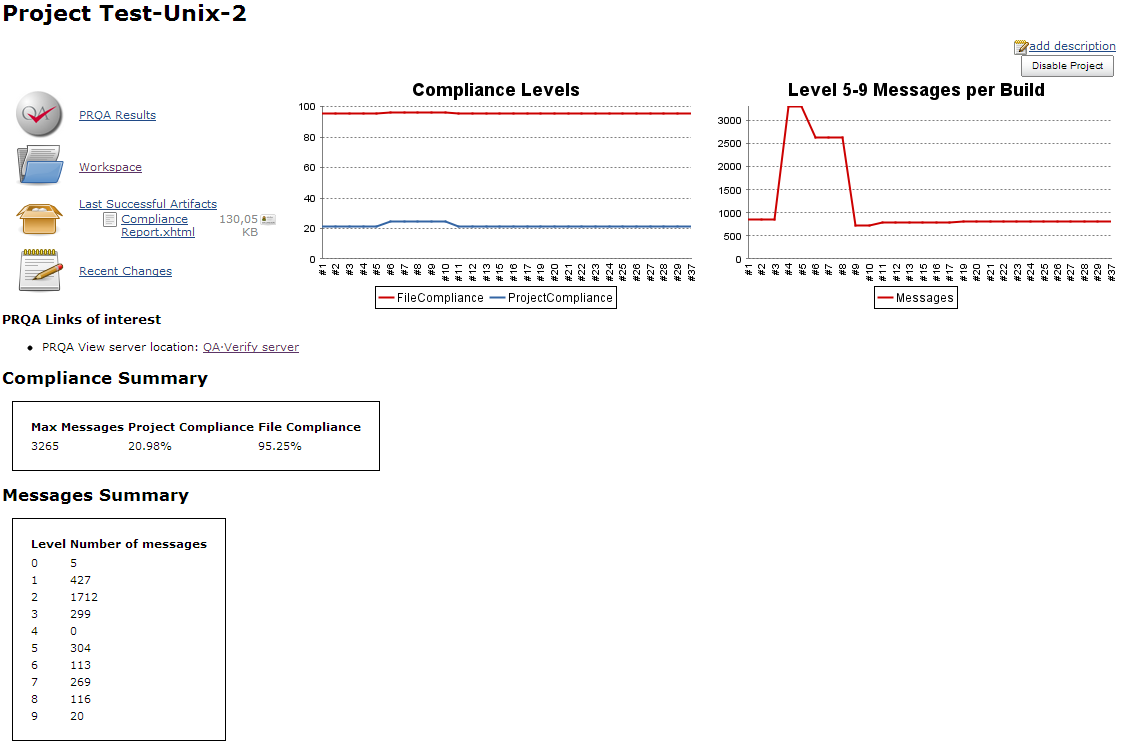 Project Test-Unix-2
add description
Disable Project
PRQA Results
Workspace
Last Successful Artifacts
Compliance Report.xhtml 130,05 KB
Recent Changes
Compliance Levels
100
80
60
40
20
0
#1 #2 #3 #4 #5 #6 #7 #8 #9 #10 #11 #12 #13 #14 #15 #16 #17 #18 #19 #20 #21 #22 #23 #24 #25 #26 #27 #28 #29 #37
FileCompliance ProjectCompliance
Level 5-9 Messages per Build
3000
2500
2000
1500
1000
500
0
#1 #2 #3 #4 #5 #6 #7 #8 #9 #10 #11 #12 #13 #14 #15 #16 #17 #18 #19 #20 #21 #22 #23 #24 #25 #26 #27 #28 #29 #37
Messages
PRQA Links of interest
• PRQA View server location: QA·Verify server
Compliance Summary
Max Messages Project Compliance File Compliance
3265 20.98% 95.25%
Messages Summary
Level Number of messages
0 5
1 427
2 1712
3 299
4 0
5 304
6 113
7 269
8 116
9 20